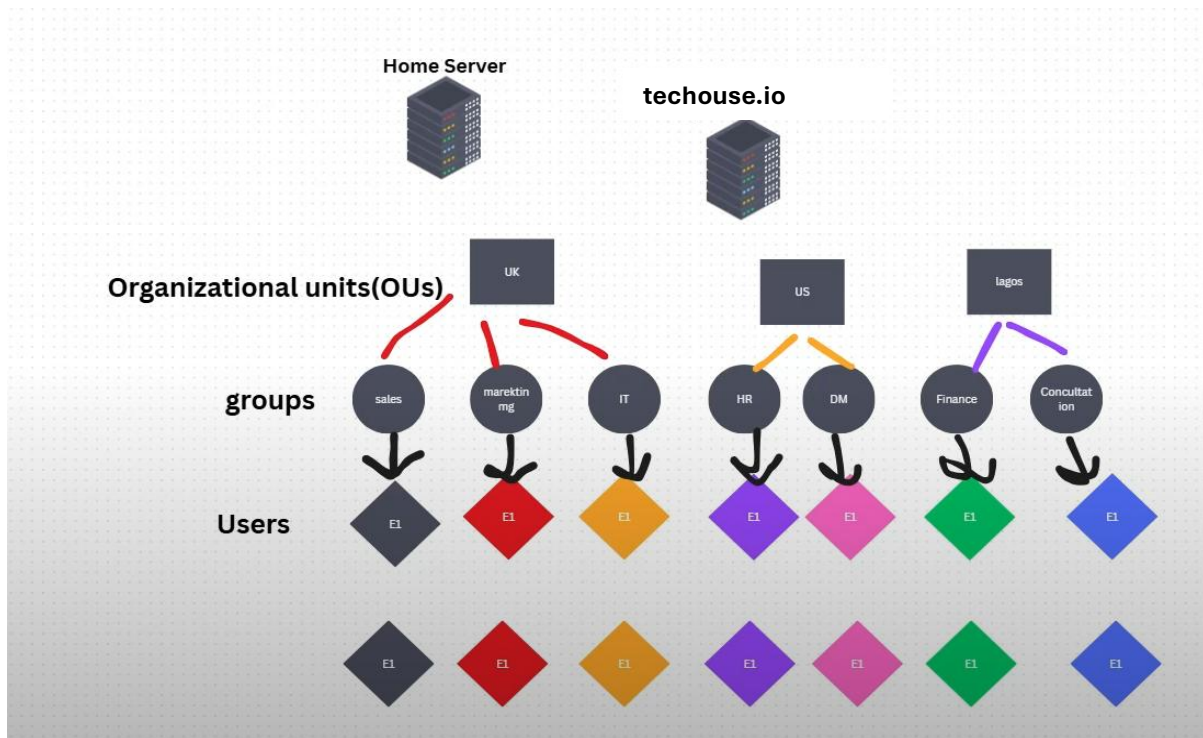 Home Server
techouse.io
Organizational units(OUs)
UK
US
lagos
groups
sales
marektin
mg
IT
HR
DM
Finance
Concultat
ion
Users
E1
E1
E1
E1
E1
E1
E1
E1
E1
E1
E1
E1
E1
E1